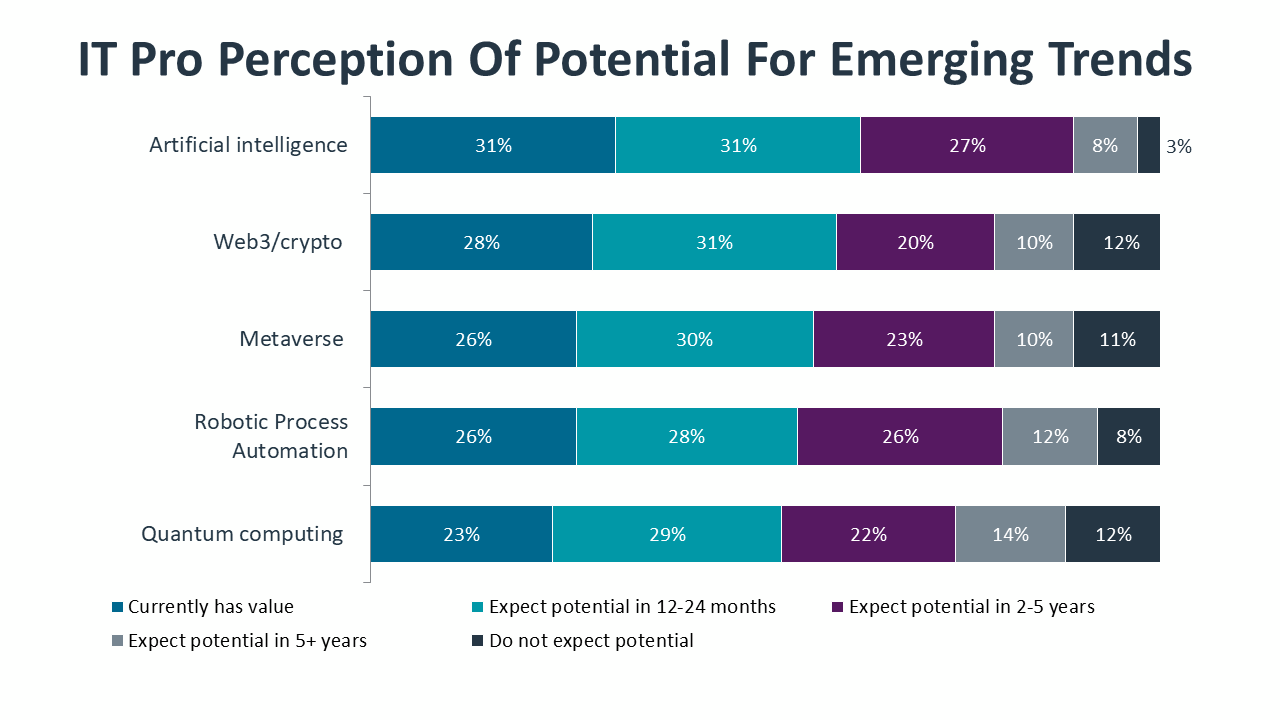 IT Pro Perception Of Potential For Emerging Trends
Artificial intelligence
31%
31%
27%
8%
3%
Web3/crypto
28%
31%
20%
10%
12%
Metaverse
26%
30%
23%
10%
11%
Robotic Process
Automation
26%
28%
26%
12%
8%
Quantum computing
23%
29%
22%
14%
12%
Currently has value
Expect potential in 12-24 months
Expect potential in 2-5 years
Expect potential in 5+ years
Do not expect potential